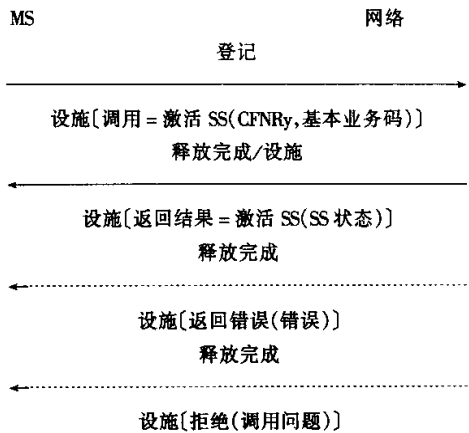 MS 网络
登记
设施〔调用=激活 SS(CFNRy,基本业务码)〕
释放完成/设施
设施〔返回结果=激活 SS(SS 状态)〕
释放完成
设施〔返回错误(错误)〕
释放完成
设施〔拒绝(调用问题)〕